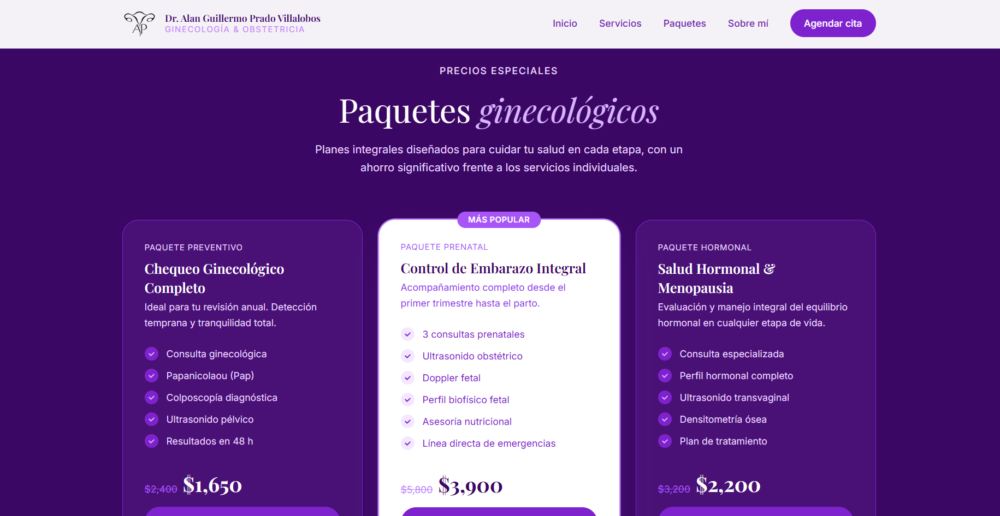 AP
Dr. Alan Guillermo Prado Villalobos
GINECOLOGÍA & OBSTETRICIA
Inicio
Servicios
Paquetes
Sobre mí
Agendar cita
PRECIOS ESPECIALES
Paquetes ginecológicos
Planes integrales diseñados para cuidar tu salud en cada etapa, con un
ahorro significativo frente a los servicios individuales.
PAQUETE PREVENTIVO
Chequeo Ginecológico
Completo
Ideal para tu revisión anual. Detección
temprana y tranquilidad total.
Consulta ginecológica
Papanicolaou (Pap)
Colposcopía diagnóstica
Ultrasonido pélvico
Resultados en 48 h
$2,400 $1,650
MÁS POPULAR
PAQUETE PRENATAL
Control de Embarazo Integral
Acompañamiento completo desde el
primer trimestre hasta el parto.
3 consultas prenatales
Ultrasonido obstétrico
Doppler fetal
Perfil biofísico fetal
Asesoría nutricional
Línea directa de emergencias
$5,800 $3,900
PAQUETE HORMONAL
Salud Hormonal &
Menopausia
Evaluación y manejo integral del equilibrio
hormonal en cualquier etapa de vida.
Consulta especializada
Perfil hormonal completo
Ultrasonido transvaginal
Densitometría ósea
Plan de tratamiento
$3,200 $2,200